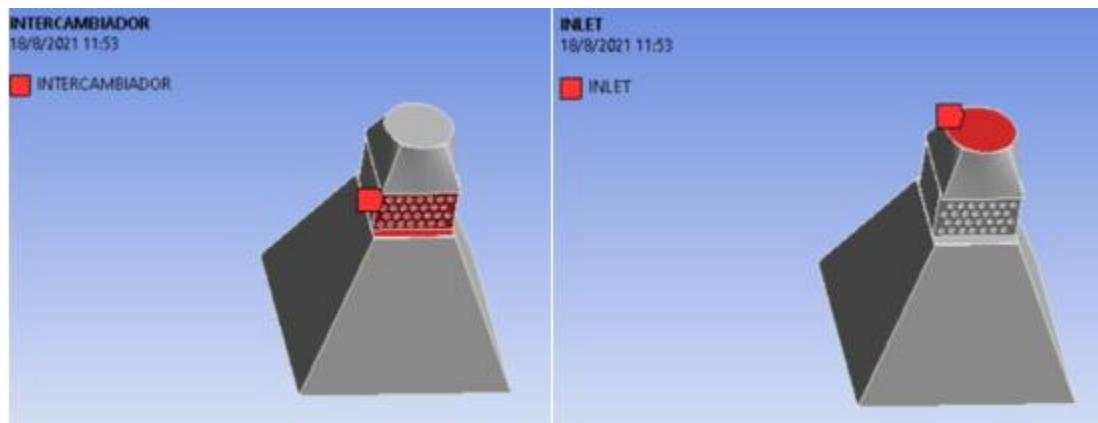 INTERCAMBIADOR
18/8/2021 11:53
INTERCAMBIADOR
INLET
18/8/2021 11:53
INLET